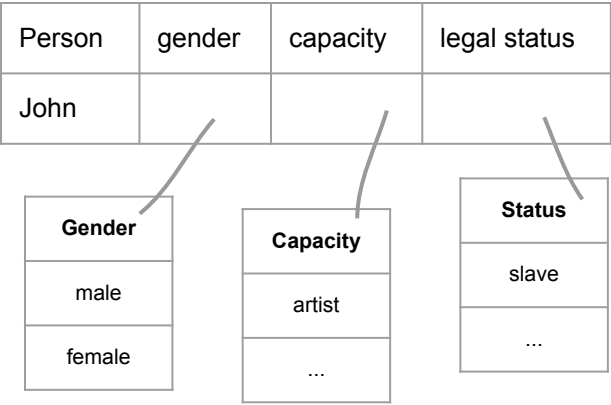 Person gender capacity legal status
John
Gender
male
female
Capacity
artist
...
Status
slave
...